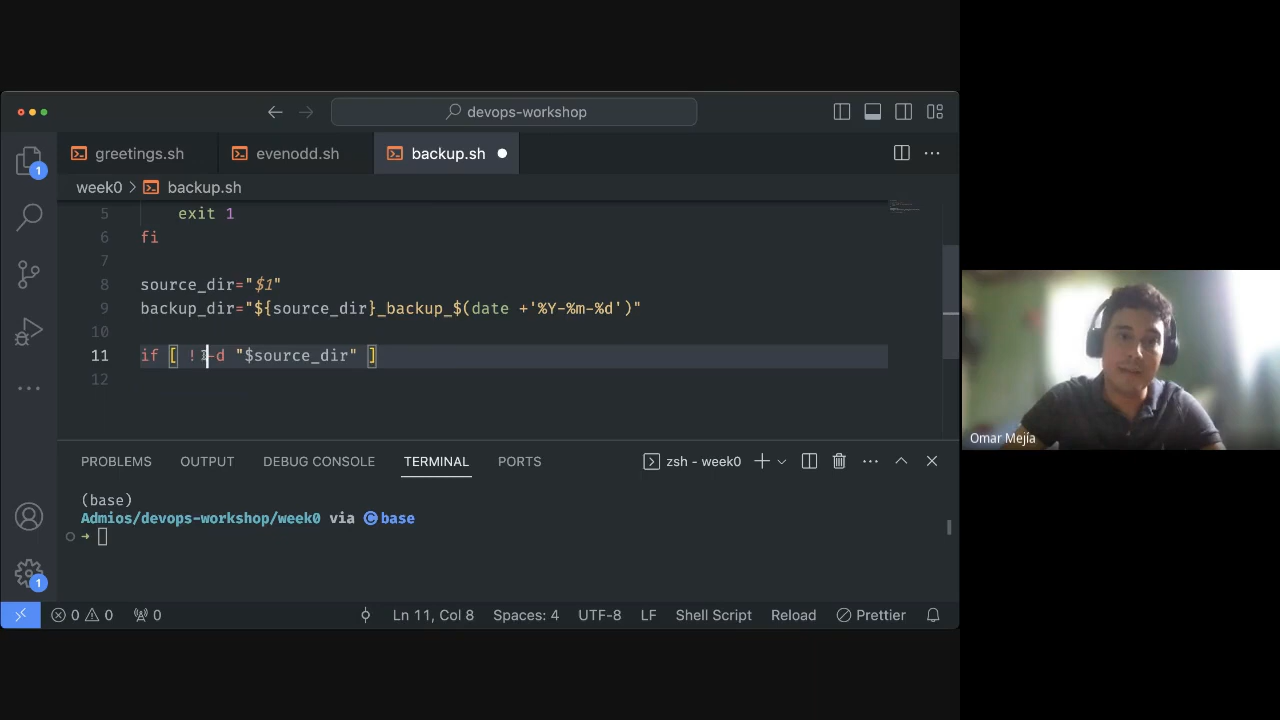 devops-workshop
greetings.sh
evenodd.sh
backup.sh
week0 > backup.sh
5 exit 1
6 fi
7
8 source_dir="$1"
9 backup_dir="${source_dir}_backup_$(date +'%Y-%m-%d')"
10
11 if [ ! -d "$source_dir" ]
12
1
1
PROBLEMS OUTPUT DEBUG CONSOLE TERMINAL PORTS
zsh - week0
(base)
Admios/devops-workshop/week0 via C base
→
0 0 0
Ln 11, Col 8 Spaces: 4 UTF-8 LF Shell Script Reload Prettier
Omar Mejía